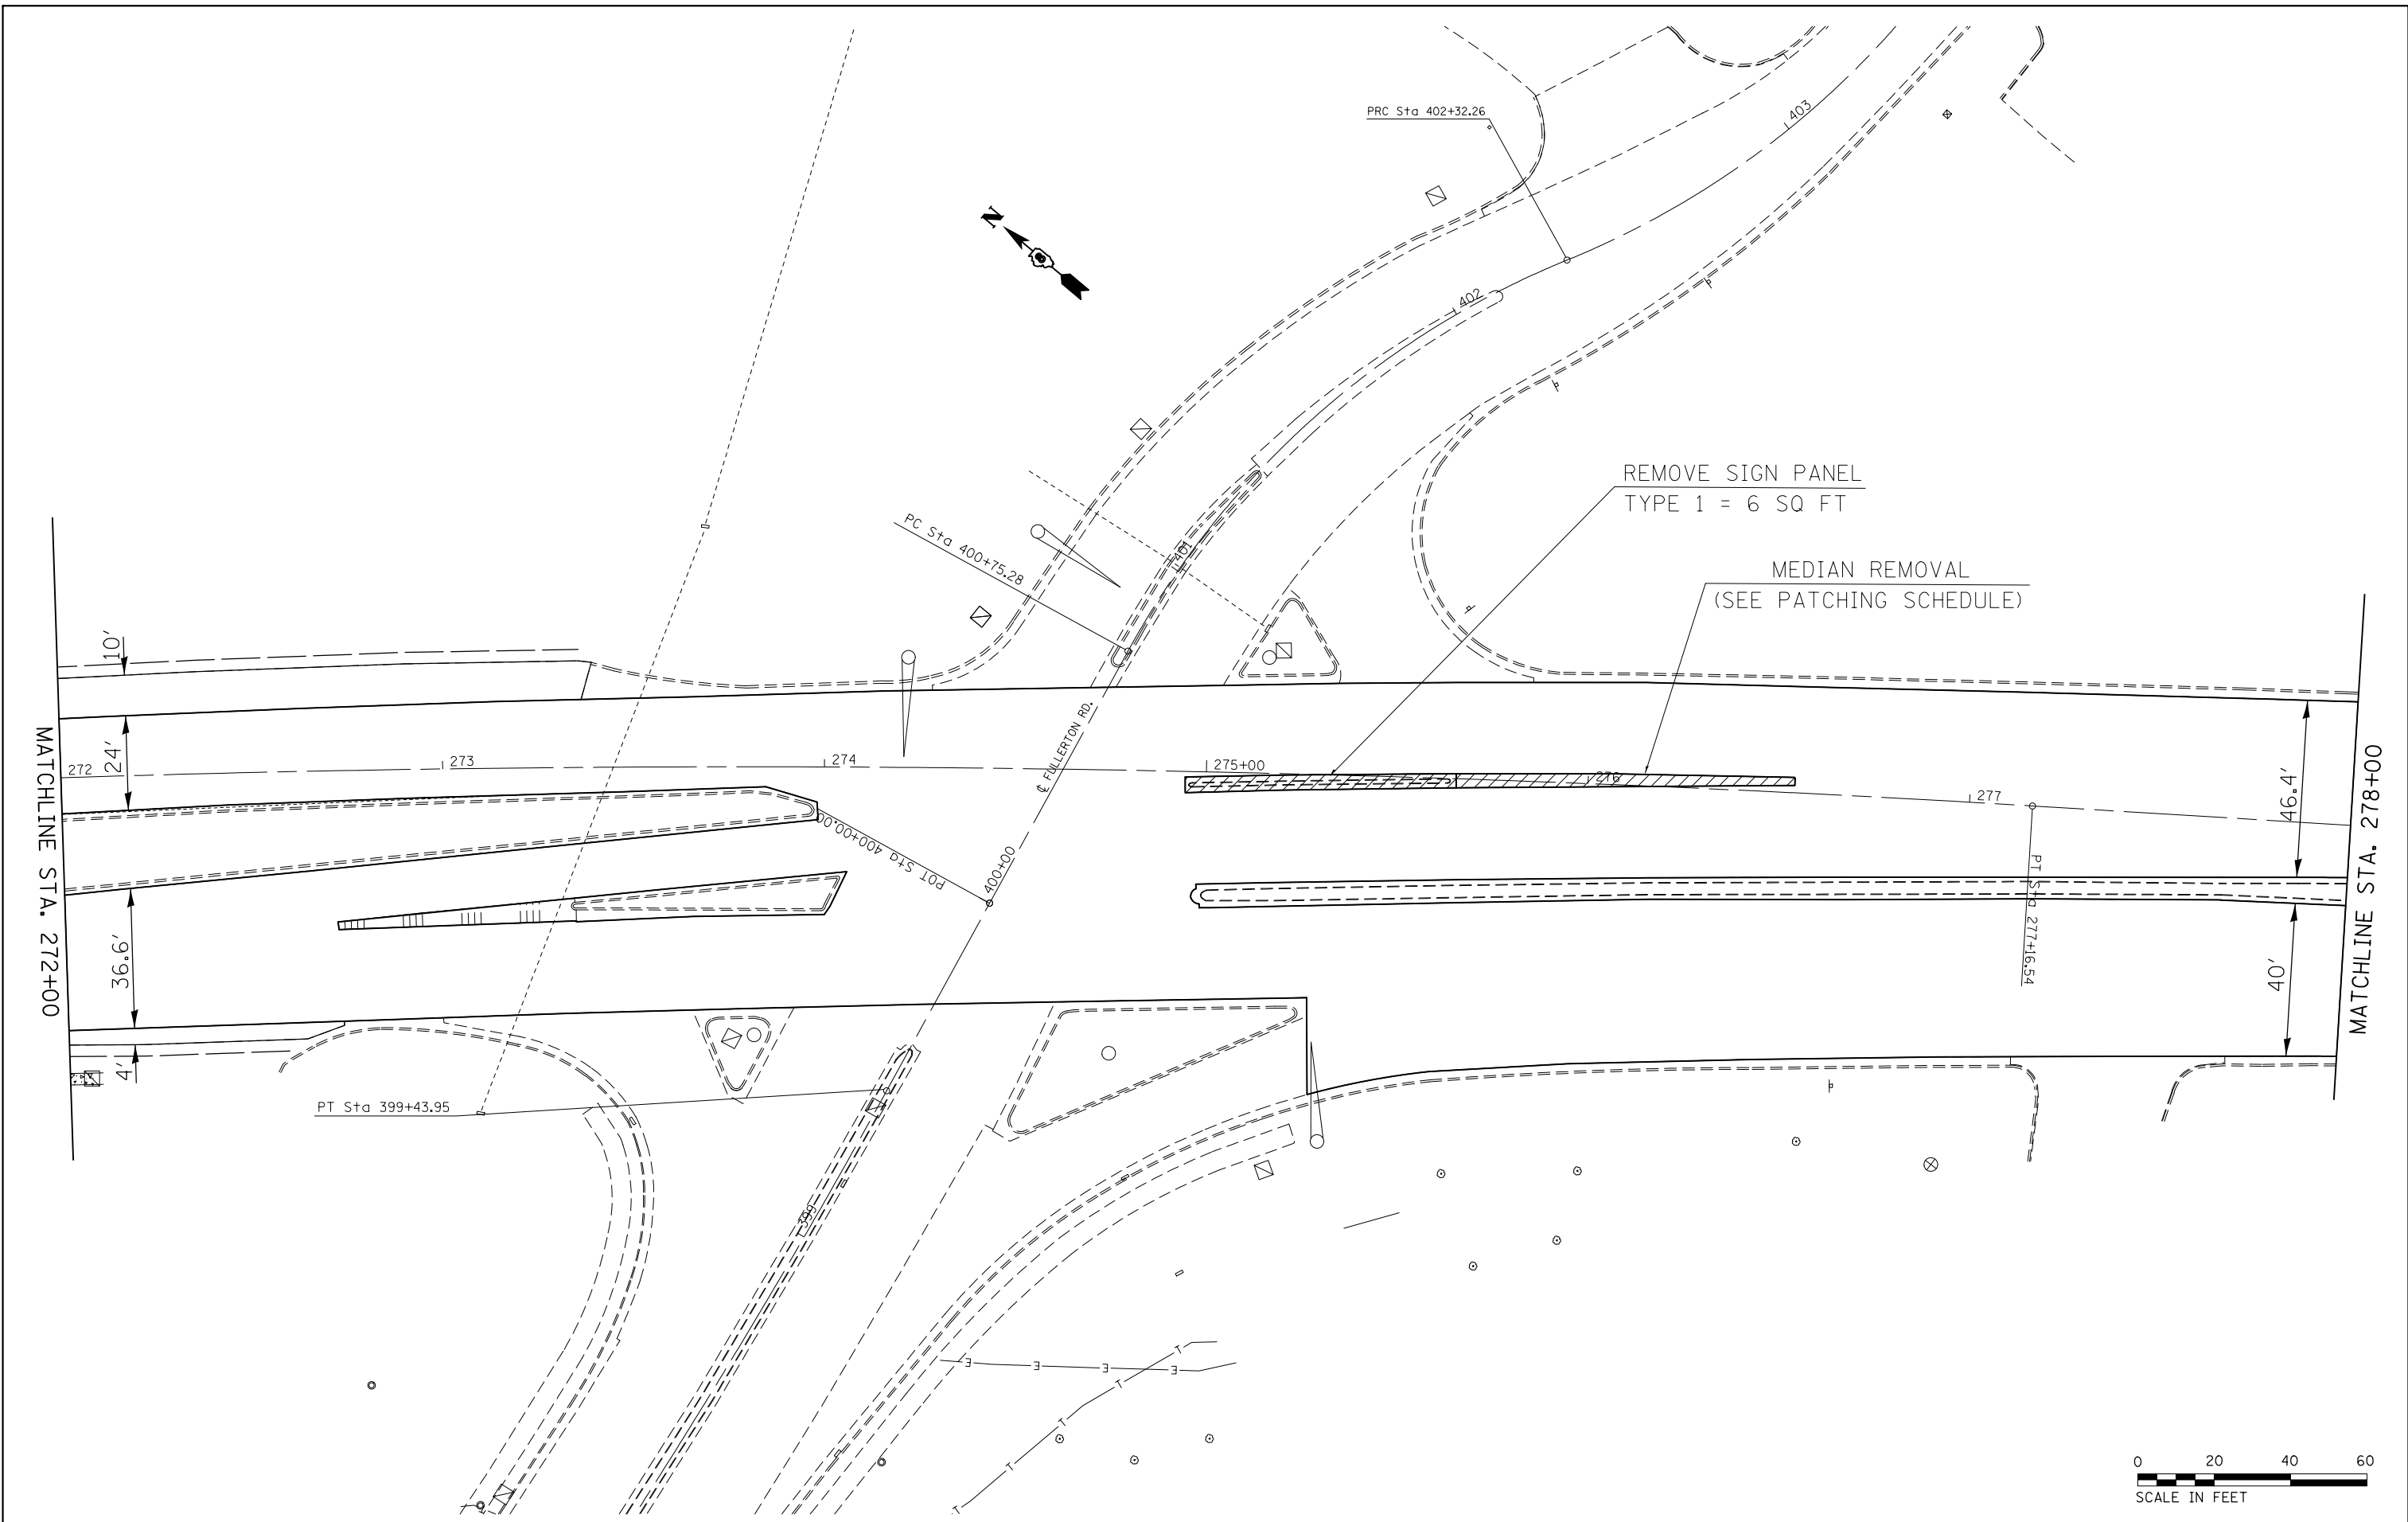 PRC Sta 402+32.26
403
N
402
REMOVE SIGN PANEL
TYPE 1 = 6 SQ FT
PC Sta 400+75.28
401
MEDIAN REMOVAL
(SEE PATCHING SCHEDULE)
10'
℄ FULLERTON RD.
MATCHLINE STA. 272+00
24'
272
273
274
275+00
276
277
46.4'
MATCHLINE STA. 278+00
POT Sta 400+00.00
400+00
PT Sta 277+16.54
36.6'
40'
4'
PT Sta 399+43.95
399
E
E
E
E
T
T
T
T
T
0 20 40 60
SCALE IN FEET